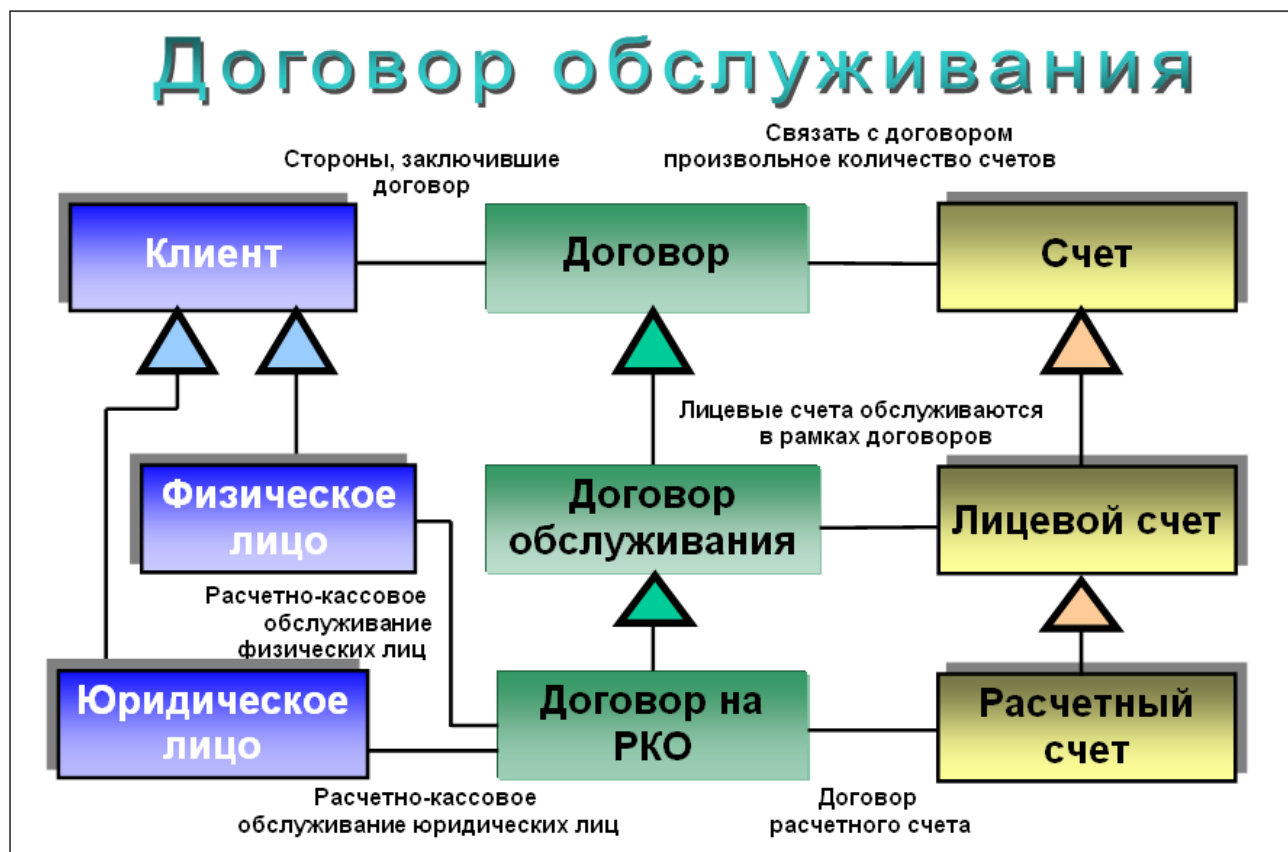 Договор обслуживания
Стороны, заключившие
договор
Связать с договором
произвольное количество счетов
Клиент
Договор
Счет
Лицевые счета обслуживаются
в рамках договоров
Физическое
лицо
Договор
обслуживания
Лицевой счет
Расчетно-кассовое
обслуживание
физических лиц
Юридическое
лицо
Договор на
РКО
Расчетный
счет
Расчетно-кассовое
обслуживание юридических лиц
Договор
расчетного счета